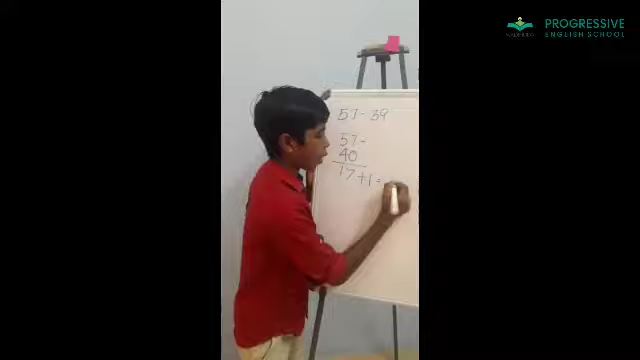 PROGRESSIVE
ENGLISH SCHOOL
57 - 39
57 -
40
17 + 1 =